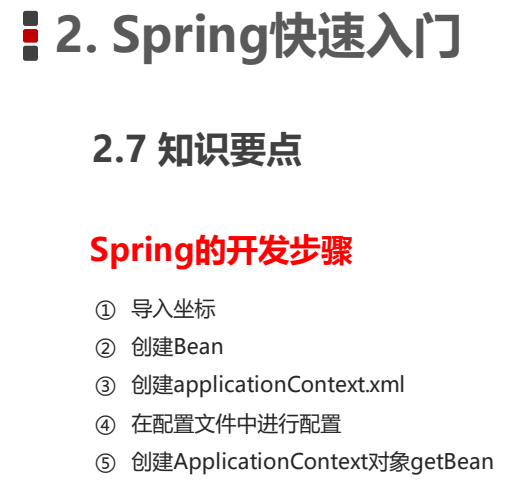 2. Spring快速入门
2.7 知识要点
Spring的开发步骤
① 导入坐标
② 创建Bean
③ 创建applicationContext.xml
④ 在配置文件中进行配置
⑤ 创建ApplicationContext对象getBean